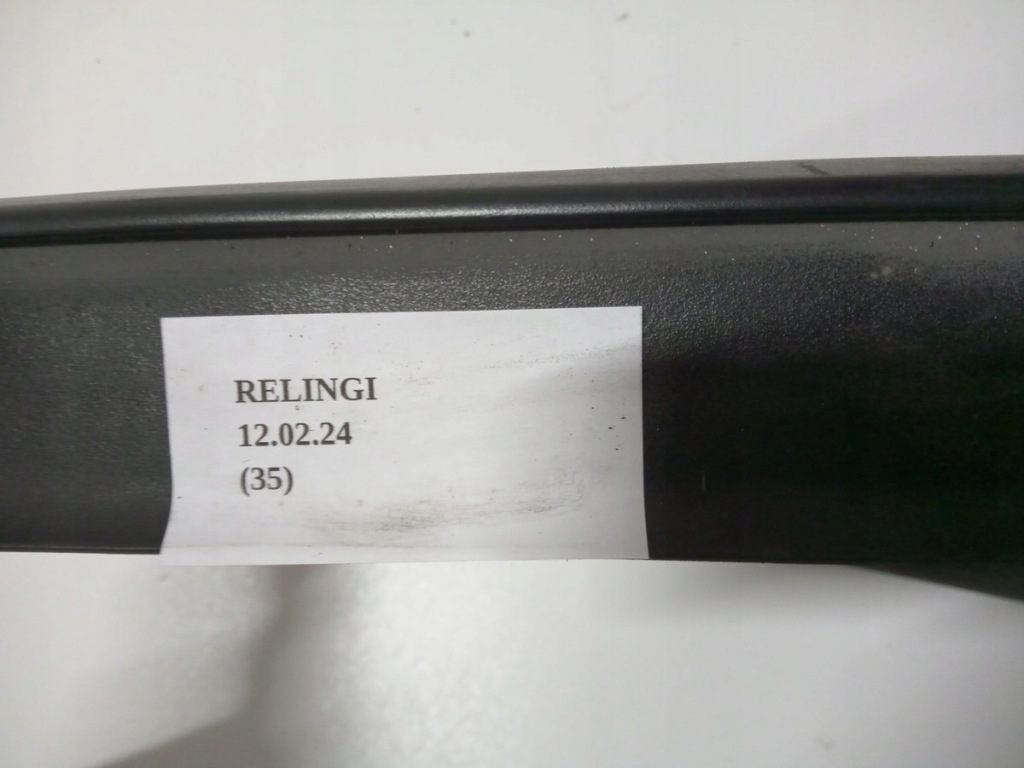 RELINGI
12.02.24
(35)